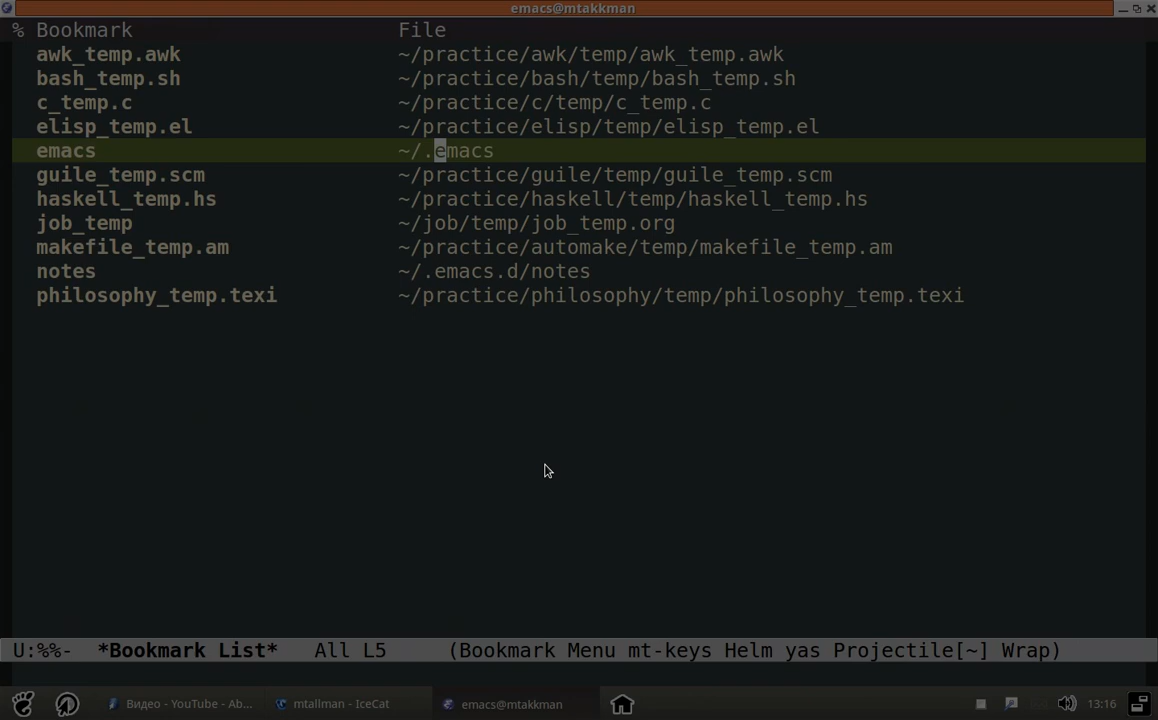 emacs@mtakkman
% Bookmark File
awk_temp.awk ~/practice/awk/temp/awk_temp.awk
bash_temp.sh ~/practice/bash/temp/bash_temp.sh
c_temp.c ~/practice/c/temp/c_temp.c
elisp_temp.el ~/practice/elisp/temp/elisp_temp.el
emacs ~/.emacs
guile_temp.scm ~/practice/guile/temp/guile_temp.scm
haskell_temp.hs ~/practice/haskell/temp/haskell_temp.hs
job_temp ~/job/temp/job_temp.org
makefile_temp.am ~/practice/automake/temp/makefile_temp.am
notes ~/.emacs.d/notes
philosophy_temp.texi ~/practice/philosophy/temp/philosophy_temp.texi
U:%%- *Bookmark List* All L5 (Bookmark Menu mt-keys Helm yas Projectile[~] Wrap)
Видео - YouTube - Ab... mtallman - IceCat emacs@mtakkman 13:16